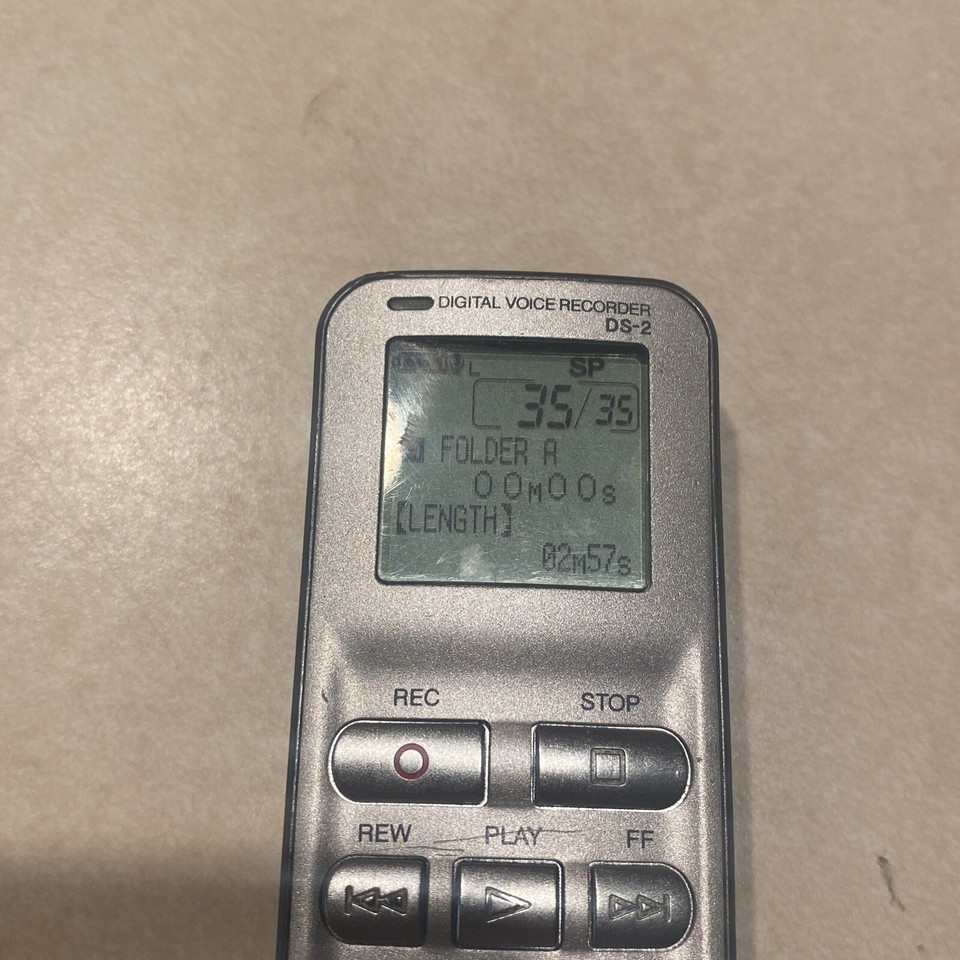 DIGITAL VOICE RECORDER
DS-2
L SP
35/35
FOLDER A
00M00S
[LENGTH]
02M57S
REC STOP
REW PLAY FF